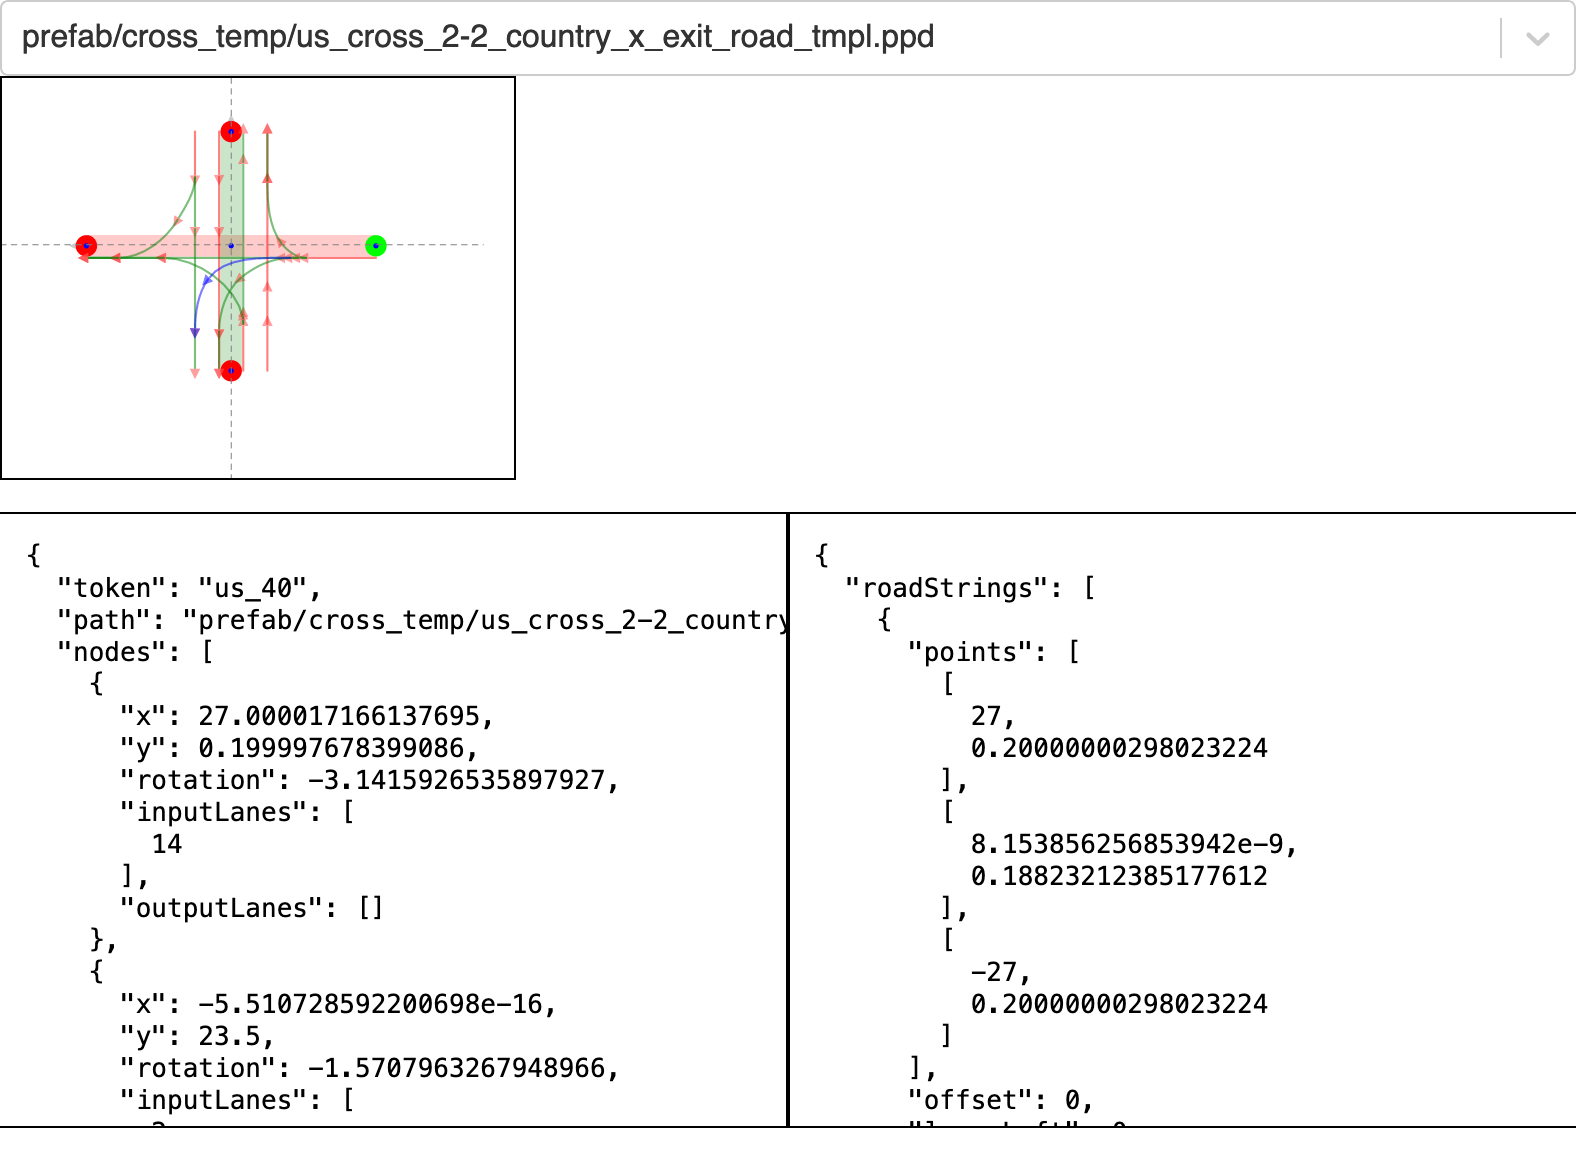 prefab/cross_temp/us_cross_2-2_country_x_exit_road_tmpl.ppd
{
"token": "us_40",
"path": "prefab/cross_temp/us_cross_2-2_country
"nodes": [
{
"x": 27.000017166137695,
"y": 0.199997678399086,
"rotation": -3.1415926535897927,
"inputLanes": [
14
],
"outputLanes": []
},
{
"x": -5.510728592200698e-16,
"y": 23.5,
"rotation": -1.5707963267948966,
"inputLanes": [
{
"roadStrings": [
{
"points": [
[
27,
0.20000000298023224
],
[
8.153856256853942e-9,
0.18823212385177612
],
[
-27,
0.20000000298023224
]
],
"offset": 0,